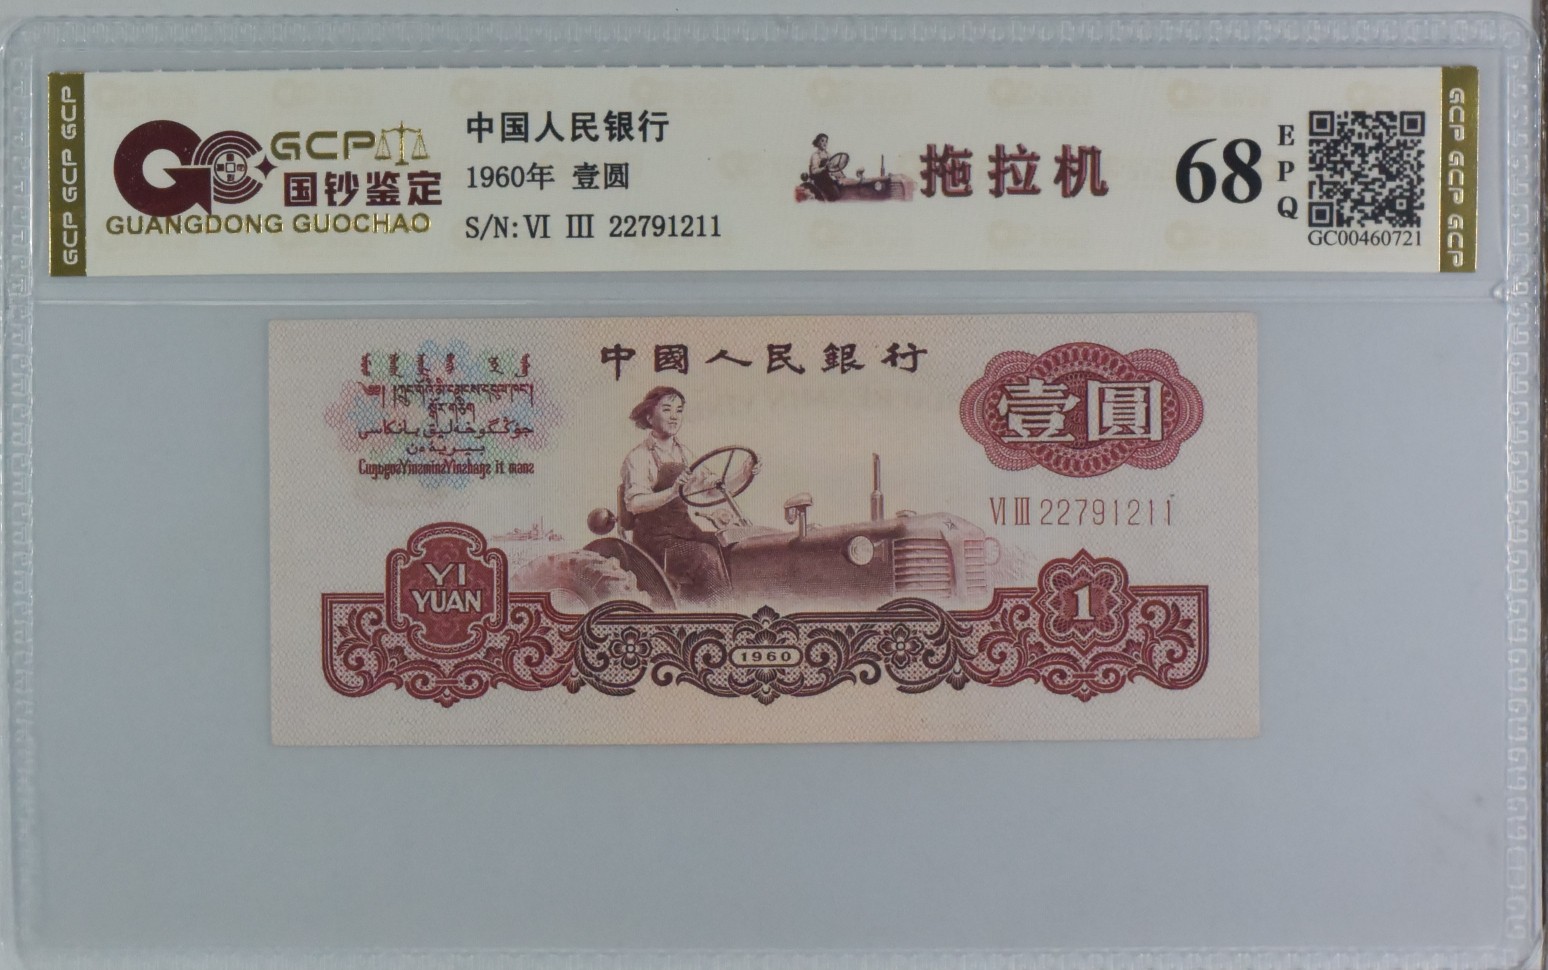 GCP GCP GCP
GCP
国钞鉴定
GUANGDONG GUOCHAO
中国人民银行
1960年 壹圆
S/N: VI III 22791211
拖拉机
68
E
P
Q
GC00460721
GCP GCP GCP
中國人民銀行
壹圓
VI III 22791211
YI
YUAN
1960
1